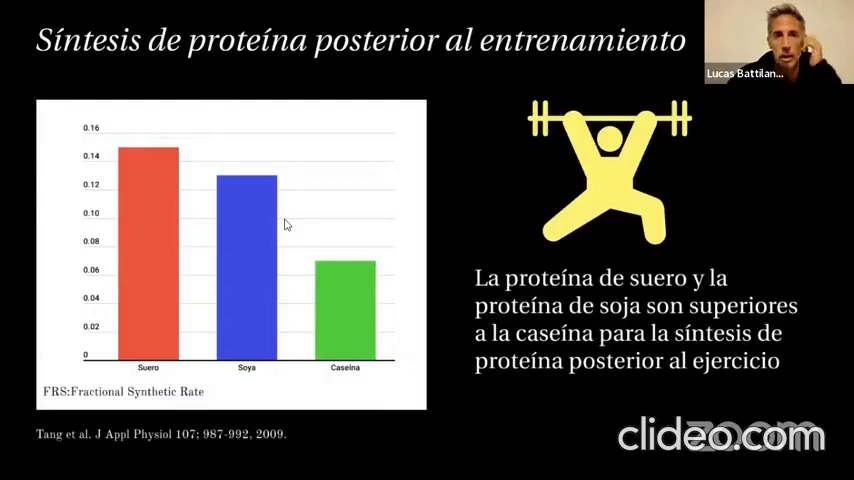 Síntesis de proteína posterior al entrenamiento
Lucas Battilan...
0.16
0.14
0.12
0.10
0.08
0.06
0.04
0.02
0
Suero Soya Caseína
FRS:Fractional Synthetic Rate
La proteína de suero y la
proteína de soja son superiores
a la caseína para la síntesis de
proteína posterior al ejercicio
Tang et al. J Appl Physiol 107; 987-992, 2009.
zoom
clideo.com